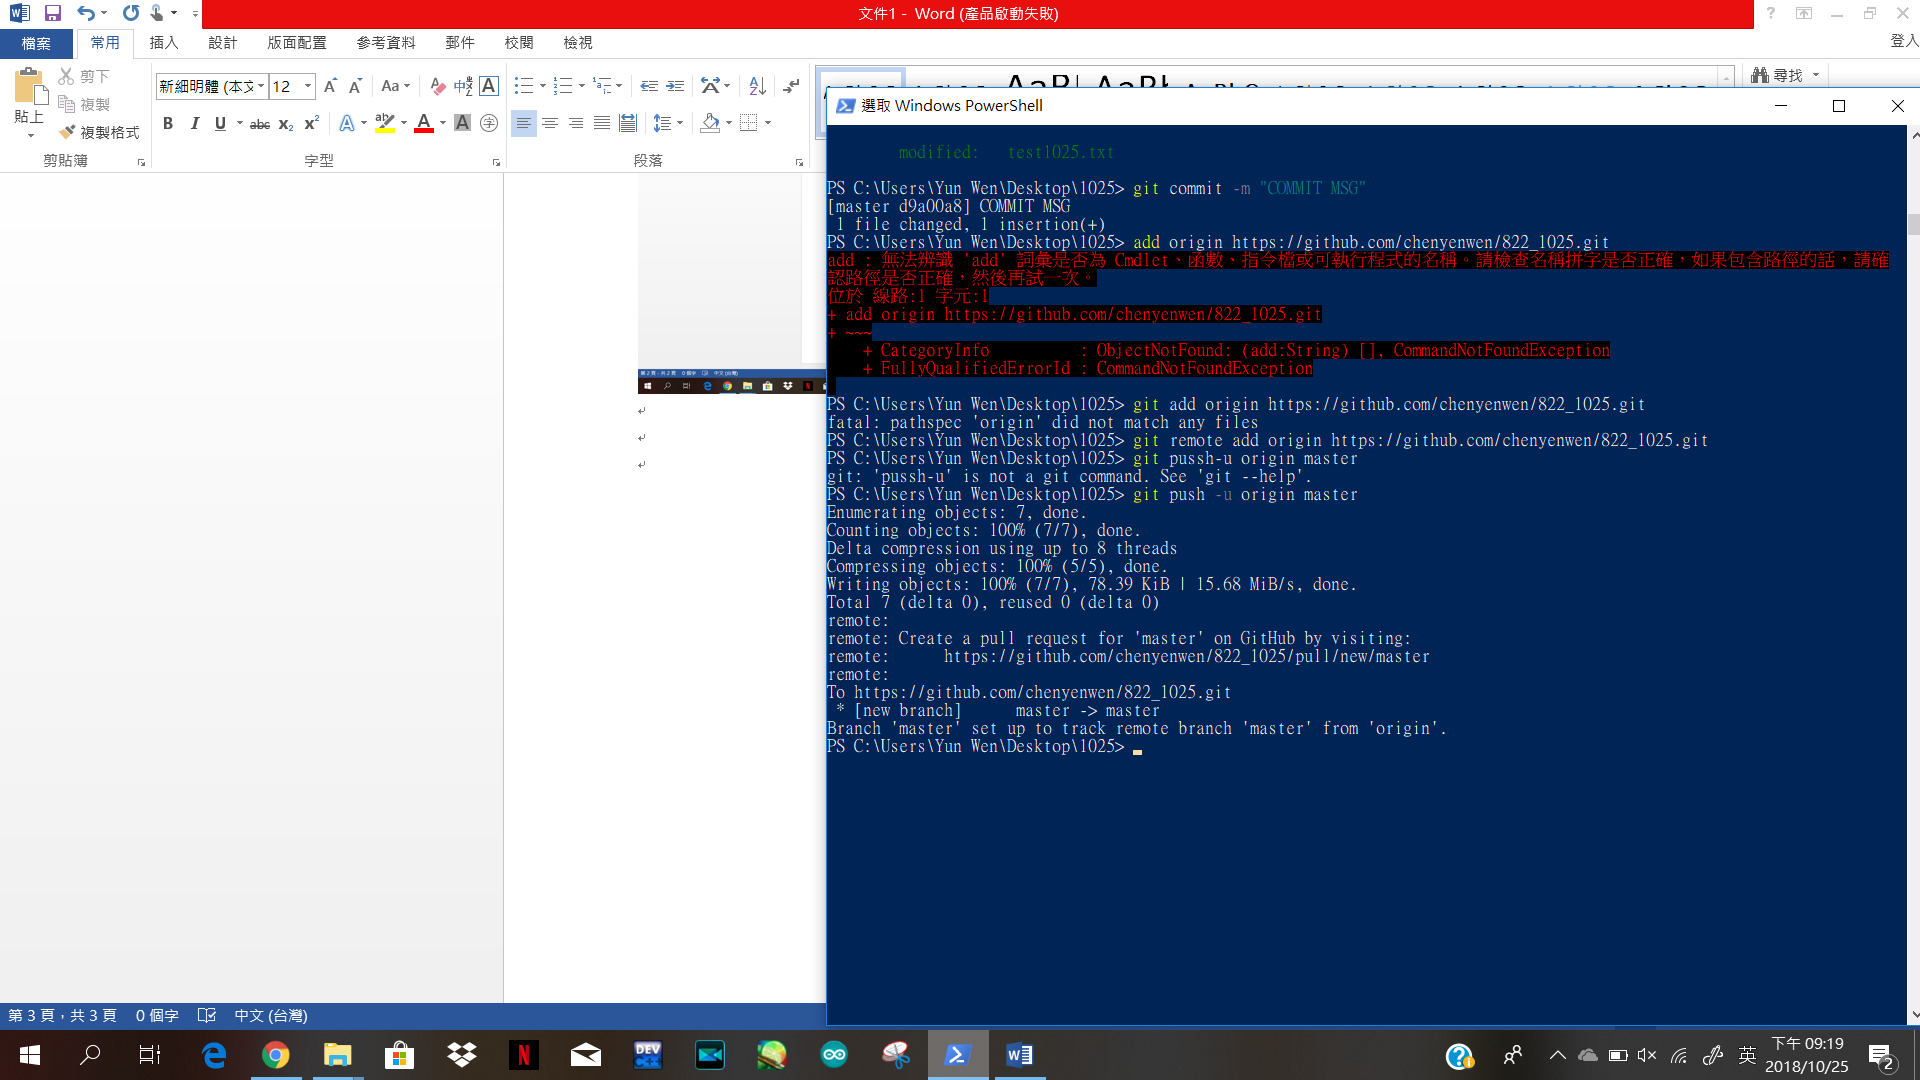 文件1 - Word (產品啟動失敗)
登入
檔案 常用 插入 設計 版面配置 參考資料 郵件 校閱 檢視
貼上
剪下
複製
複製格式
剪貼簿
新細明體 (本文 12
字型
段落
尋找
選取 Windows PowerShell
modified:   test1025.txt
PS C:\Users\Yun Wen\Desktop\1025> git commit -m "COMMIT MSG"
[master d9a00a8] COMMIT MSG
1 file changed, 1 insertion(+)
PS C:\Users\Yun Wen\Desktop\1025> add origin https://github.com/chenyenwen/822_1025.git
add : 無法辨識 'add' 詞彙是否為 Cmdlet、函數、指令檔或可執行程式的名稱。請檢查名稱拼字是否正確，如果包含路徑的話，請確
認路徑是否正確，然後再試一次。
位於 線路:1 字元:1
+ add origin https://github.com/chenyenwen/822_1025.git
+ ~~~
+ CategoryInfo          : ObjectNotFound: (add:String) [], CommandNotFoundException
+ FullyQualifiedErrorId : CommandNotFoundException
PS C:\Users\Yun Wen\Desktop\1025> git add origin https://github.com/chenyenwen/822_1025.git
fatal: pathspec 'origin' did not match any files
PS C:\Users\Yun Wen\Desktop\1025> git remote add origin https://github.com/chenyenwen/822_1025.git
PS C:\Users\Yun Wen\Desktop\1025> git pussh-u origin master
git: 'pussh-u' is not a git command. See 'git --help'.
PS C:\Users\Yun Wen\Desktop\1025> git push -u origin master
Enumerating objects: 7, done.
Counting objects: 100% (7/7), done.
Delta compression using up to 8 threads
Compressing objects: 100% (5/5), done.
Writing objects: 100% (7/7), 78.39 KiB | 15.68 MiB/s, done.
Total 7 (delta 0), reused 0 (delta 0)
remote:
remote: Create a pull request for 'master' on GitHub by visiting:
remote:      https://github.com/chenyenwen/822_1025/pull/new/master
remote:
To https://github.com/chenyenwen/822_1025.git
* [new branch]      master -> master
Branch 'master' set up to track remote branch 'master' from 'origin'.
PS C:\Users\Yun Wen\Desktop\1025>
第 3 頁，共 3 頁 0 個字 中文 (台灣)
英
下午 09:19
2018/10/25
2